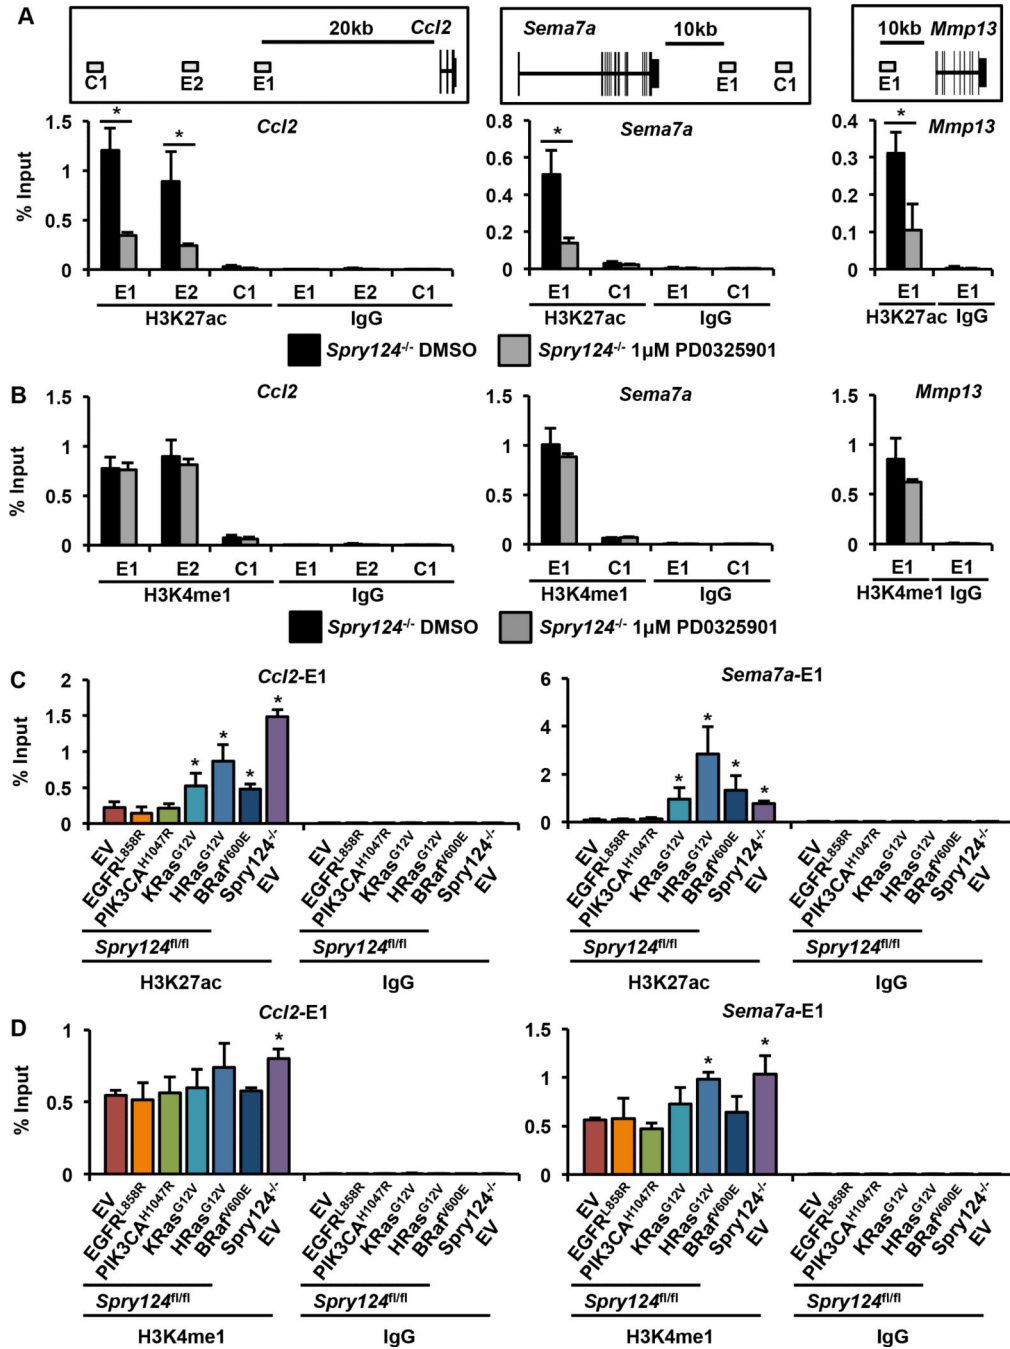 A
20kb
Ccl2
C1
E2
E1
Sema7a
10kb
E1
C1
10kb
Mmp13
E1
Ccl2
% Input
1.5
1
0.5
0
*
*
E1 E2 C1 E1 E2 C1
H3K27ac IgG
Sema7a
0.8
0.6
0.4
0.2
0
*
E1 C1 E1 C1
H3K27ac IgG
Mmp13
0.4
0.3
0.2
0.1
0
*
E1 E1
H3K27ac IgG
Spry124-/- DMSO Spry124-/- 1µM PD0325901
B
Ccl2
% Input
1.5
1
0.5
0
E1 E2 C1 E1 E2 C1
H3K4me1 IgG
Sema7a
1.5
1
0.5
0
E1 C1 E1 C1
H3K4me1 IgG
Mmp13
1.5
1
0.5
0
E1 E1
H3K4me1 IgG
Spry124-/- DMSO Spry124-/- 1µM PD0325901
C
Ccl2-E1
% Input
2
1.5
1
0.5
0
* * * *
EV EGFRL858R PIK3CAH1047R KRasG12V HRasG12V BRafV600E Spry124-/- EV
EV EGFRL858R PIK3CAH1047R KRasG12V HRasG12V BRafV600E Spry124-/- EV
Spry124fl/fl Spry124fl/fl
H3K27ac IgG
Sema7a-E1
6
4
2
0
* * * *
EV EGFRL858R PIK3CAH1047R KRasG12V HRasG12V BRafV600E Spry124-/- EV
EV EGFRL858R PIK3CAH1047R KRasG12V HRasG12V BRafV600E Spry124-/- EV
Spry124fl/fl Spry124fl/fl
H3K27ac IgG
D
Ccl2-E1
% Input
1
0.5
0
*
EV EGFRL858R PIK3CAH1047R KRasG12V HRasG12V BRafV600E Spry124-/- EV
EV EGFRL858R PIK3CAH1047R KRasG12V HRasG12V BRafV600E Spry124-/- EV
Spry124fl/fl Spry124fl/fl
H3K4me1 IgG
Sema7a-E1
1.5
1
0.5
0
* *
EV EGFRL858R PIK3CAH1047R KRasG12V HRasG12V BRafV600E Spry124-/- EV
EV EGFRL858R PIK3CAH1047R KRasG12V HRasG12V BRafV600E Spry124-/- EV
Spry124fl/fl Spry124fl/fl
H3K4me1 IgG